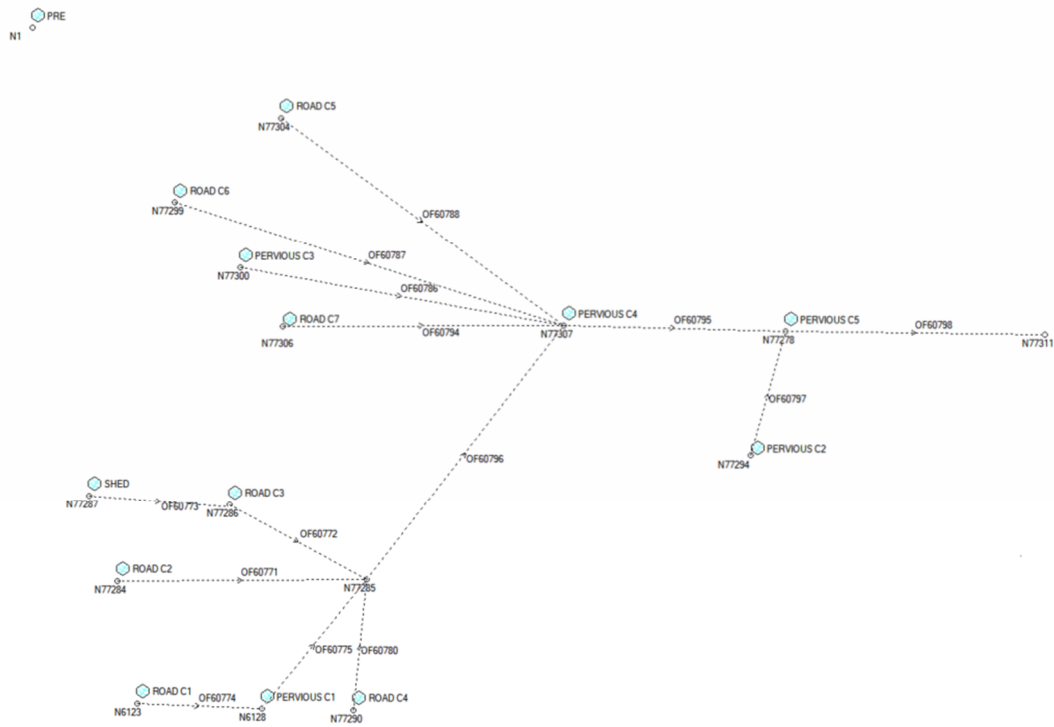 PRE
N1
ROAD C5
N77304
ROAD C6
N77299
OF60788
PERVIOUS C3
OF60787
N77300
OF60786
ROAD C7
N77306
OF60794
PERVIOUS C4
N77307
OF60795
PERVIOUS C5
N77278
OF60798
N77311
OF60797
PERVIOUS C2
N77294
OF60796
SHED
N77287
OF60773
ROAD C3
N77286
OF60772
ROAD C2
N77284
OF60771
N77285
OF60775
OF60780
ROAD C1
N6123
OF60774
PERVIOUS C1
N6128
ROAD C4
N77290